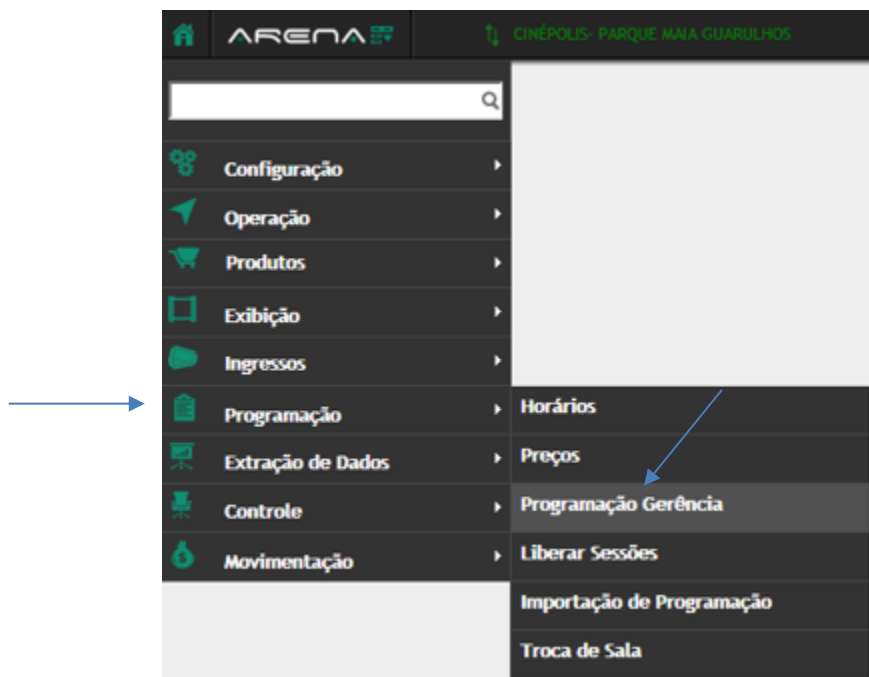 ARENA
CINÉPOLIS- PARQUE MAIA GUARULHOS
Configuração
Operação
Produtos
Exibição
Ingressos
Programação
Extração de Dados
Controle
Movimentação
Horários
Preços
Programação Gerência
Liberar Sessões
Importação de Programação
Troca de Sala